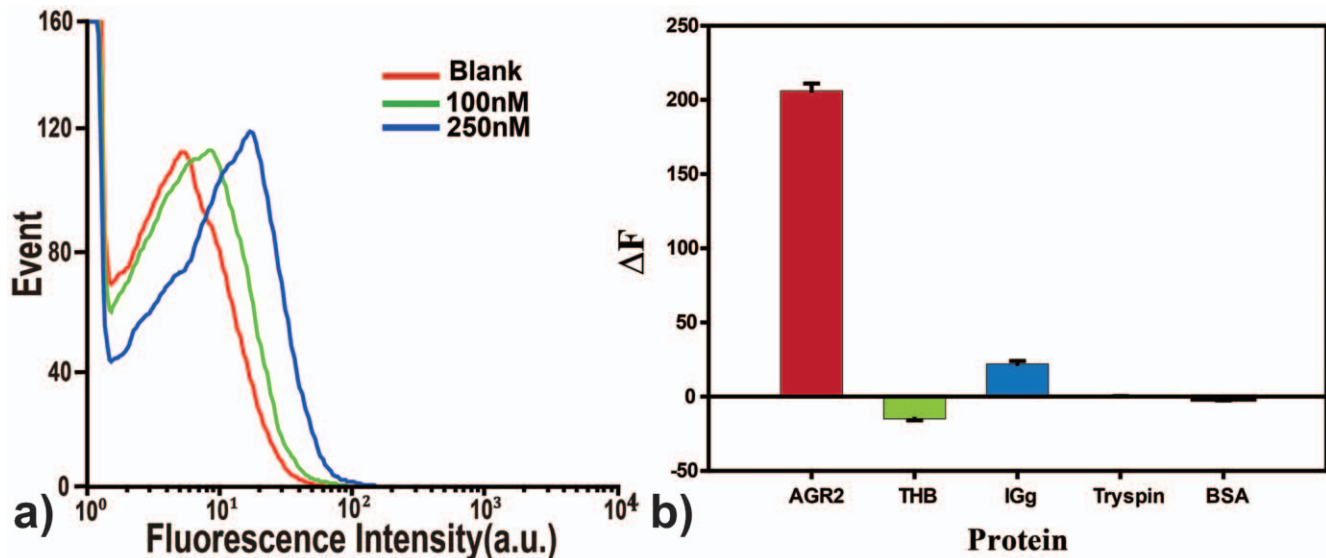 160
120
80
40
0
Event
Blank
100nM
250nM
10⁰ 10¹ 10² 10³ 10⁴
Fluorescence Intensity(a.u.)
a)
250
200
150
100
50
0
-50
ΔF
AGR2 THB IGg Tryspin BSA
Protein
b)